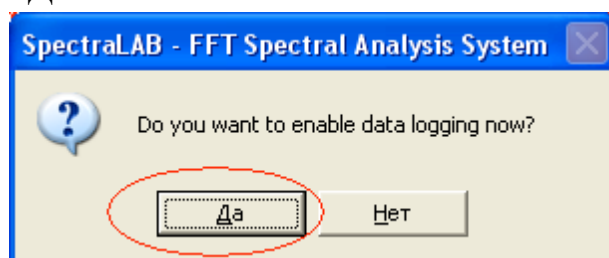 SpectraLAB - FFT Spectral Analysis System
Do you want to enable data logging now?
Да Нет